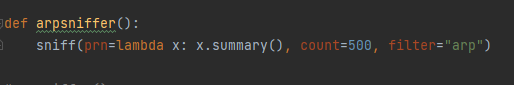 def arpsniffer():
    sniff(prn=lambda x: x.summary(), count=500, filter="arp")